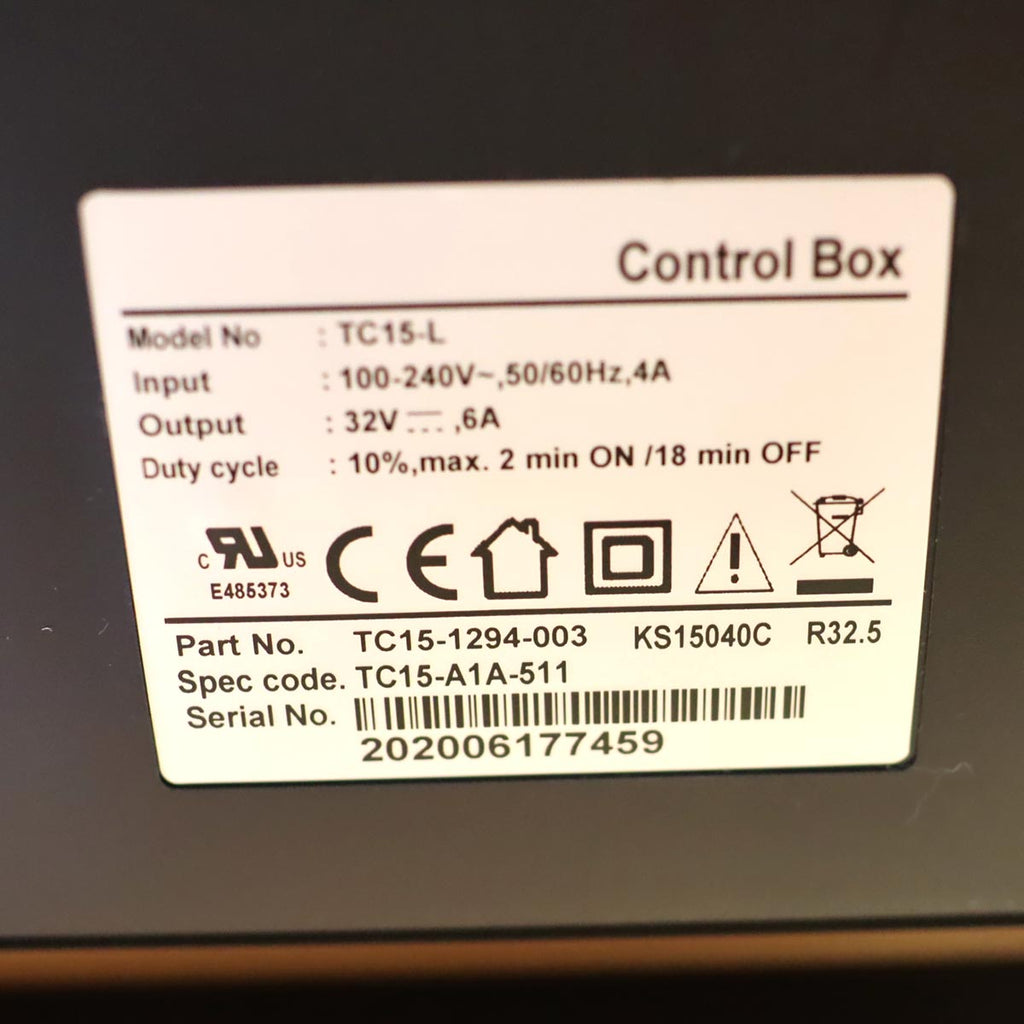 Control Box
Model No : TC15-L
Input : 100-240V~,50/60Hz,4A
Output : 32V ⎓ ,6A
Duty cycle : 10%,max. 2 min ON /18 min OFF
c RU US
E485373
CE
Part No. TC15-1294-003 KS15040C R32.5
Spec code. TC15-A1A-511
Serial No.
202006177459